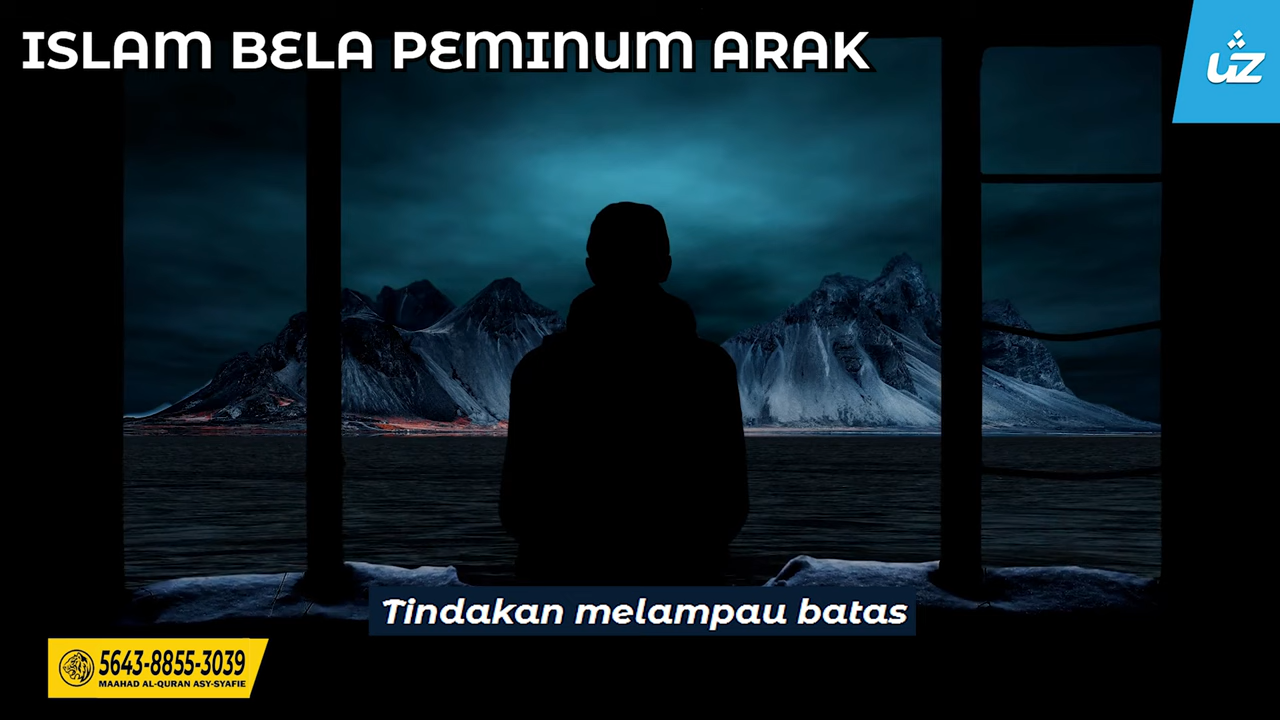 ISLAM BELA PEMINUM ARAK
Tindakan melampau batas
5643-8855-3039
MAAHAD AL-QURAN ASY-SYAFIE